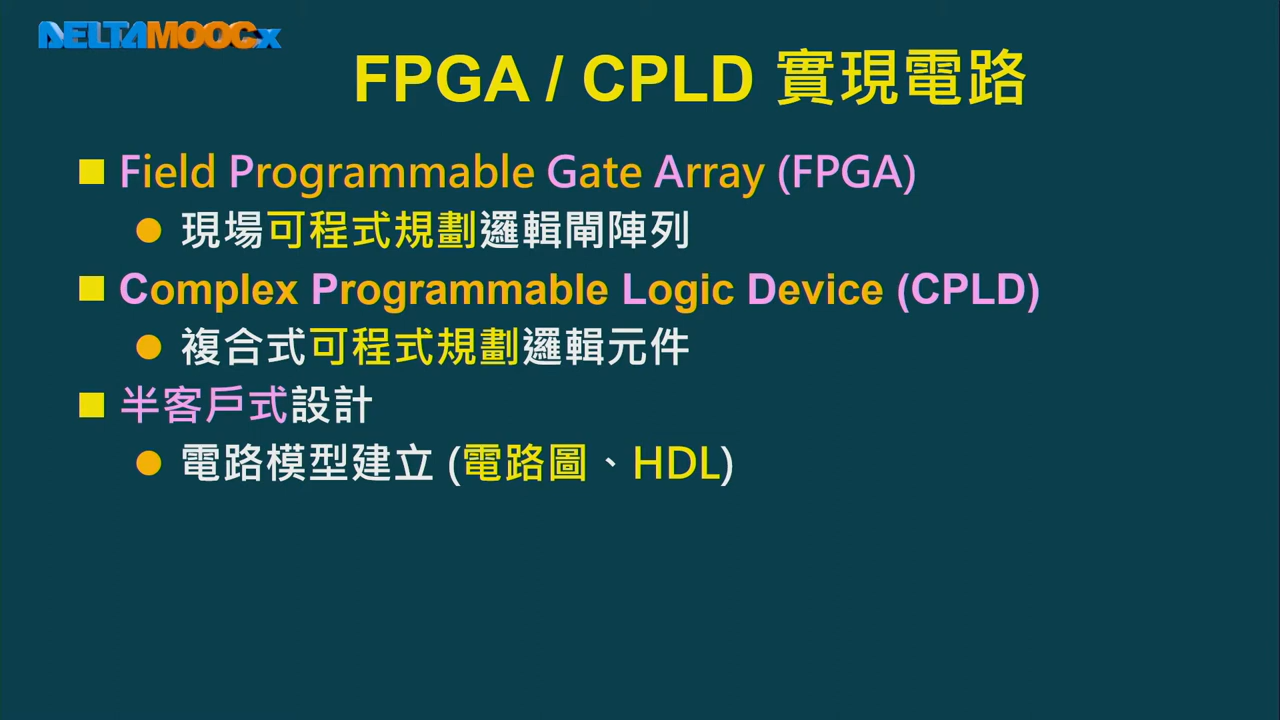 DELTAMOOCx
FPGA / CPLD 實現電路
Field Programmable Gate Array (FPGA)
現場可程式規劃邏輯閘陣列
Complex Programmable Logic Device (CPLD)
複合式可程式規劃邏輯元件
半客戶式設計
電路模型建立 (電路圖、HDL)